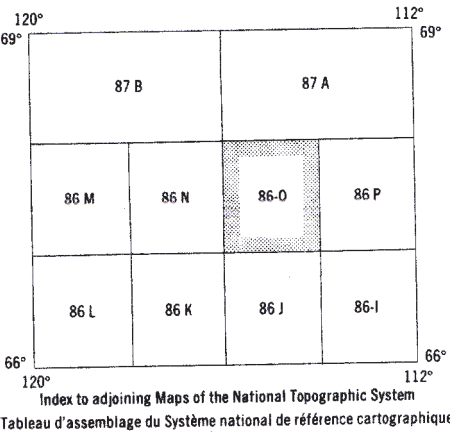 120° 112°
69° 69°
87 B 87 A
86 M 86 N 86-O 86 P
86 L 86 K 86 J 86-I
66° 66°
120° 112°
Index to adjoining Maps of the National Topographic System
Tableau d'assemblage du Système national de référence cartographique